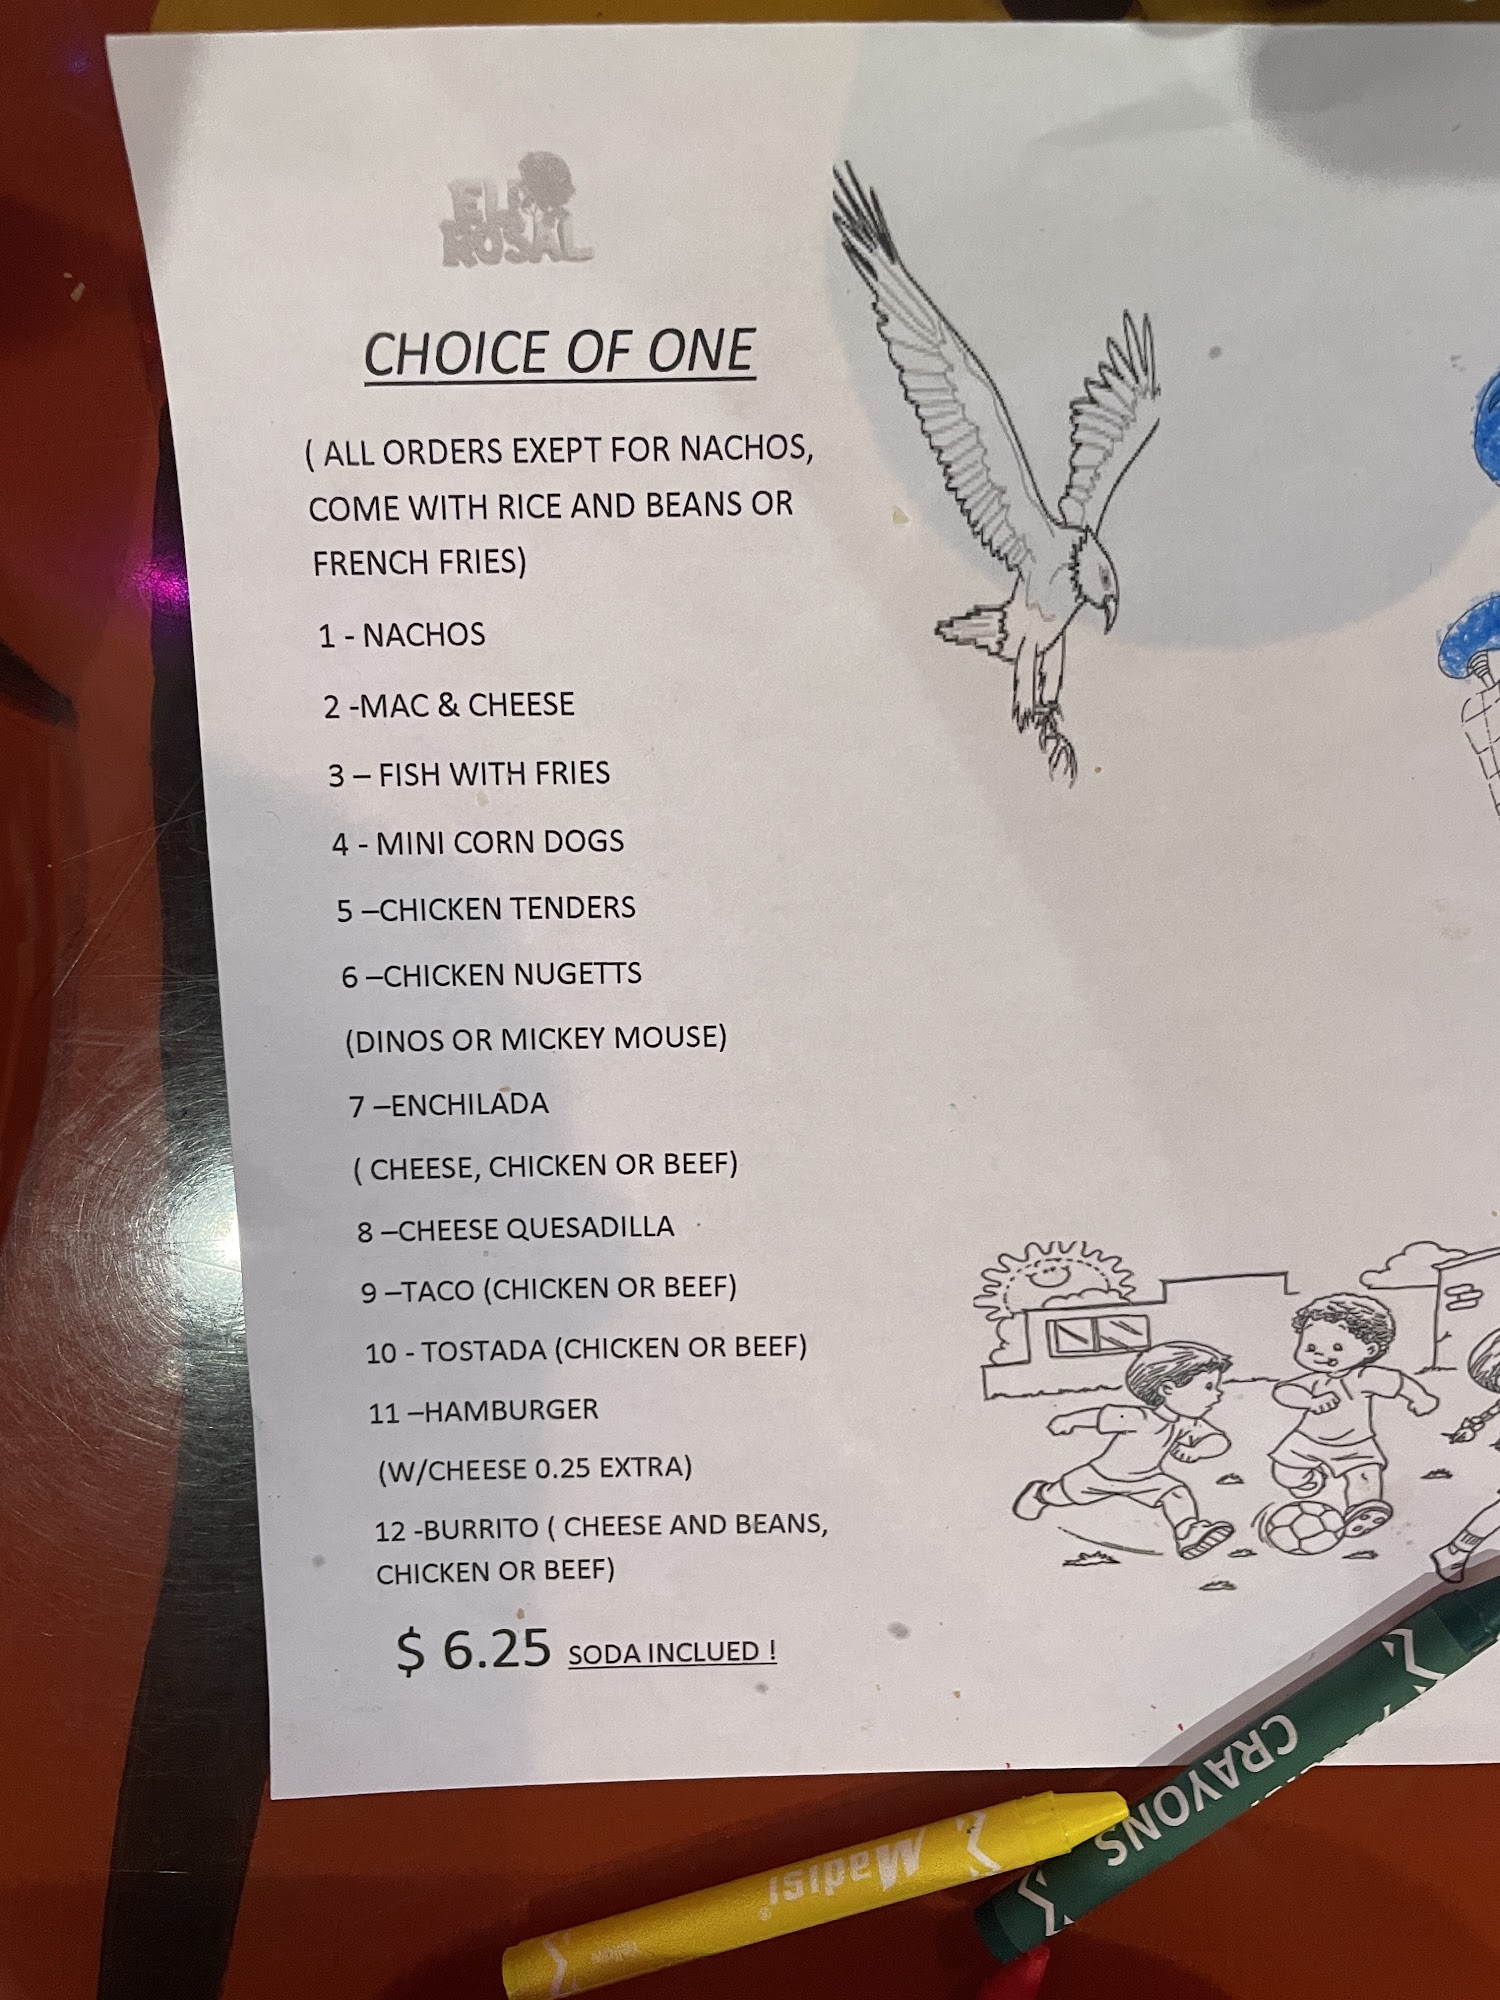 EL ROSAL
CHOICE OF ONE
( ALL ORDERS EXEPT FOR NACHOS,
COME WITH RICE AND BEANS OR
FRENCH FRIES)
1 - NACHOS
2 -MAC & CHEESE
3 – FISH WITH FRIES
4 - MINI CORN DOGS
5 –CHICKEN TENDERS
6 –CHICKEN NUGETTS
(DINOS OR MICKEY MOUSE)
7 –ENCHILADA
( CHEESE, CHICKEN OR BEEF)
8 –CHEESE QUESADILLA
9 –TACO (CHICKEN OR BEEF)
10 - TOSTADA (CHICKEN OR BEEF)
11 –HAMBURGER
(W/CHEESE 0.25 EXTRA)
12 -BURRITO ( CHEESE AND BEANS,
CHICKEN OR BEEF)
$ 6.25 SODA INCLUED !
CRAYONS
Madisi®
Yellow